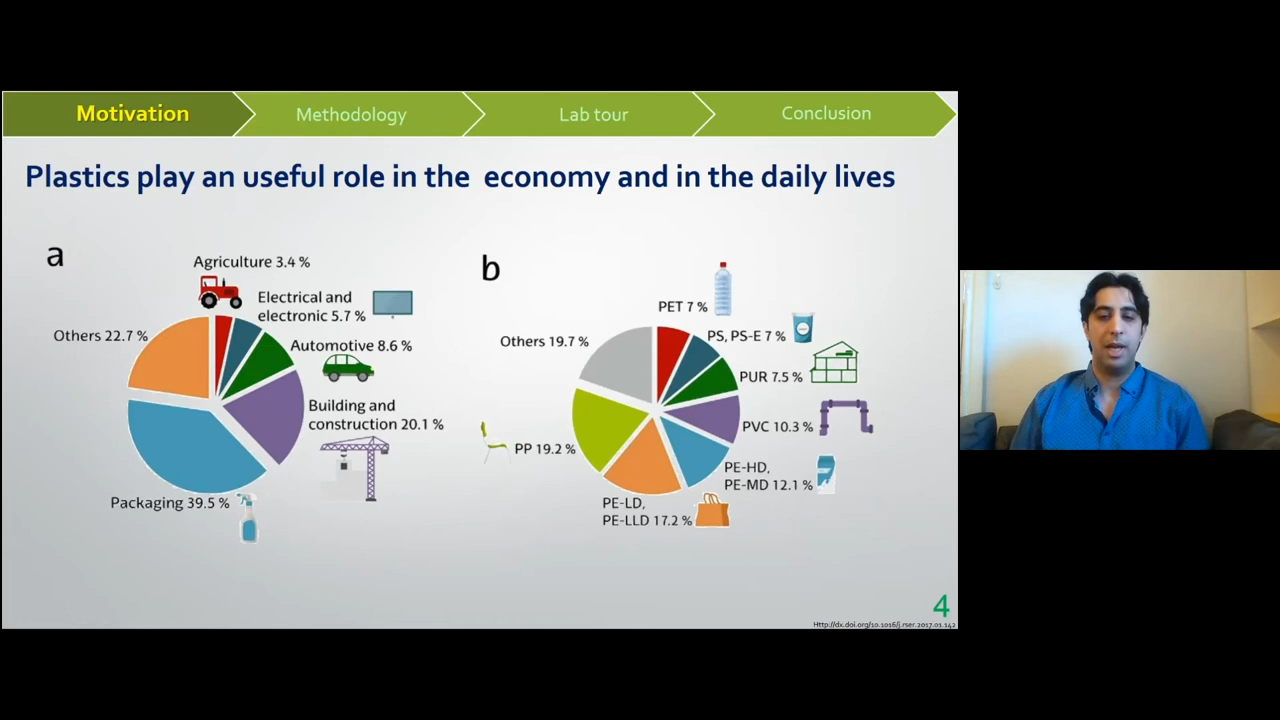 Motivation
Methodology
Lab tour
Conclusion
Plastics play an useful role in the economy and in the daily lives
a
Agriculture 3.4 %
Electrical and
electronic 5.7 %
Automotive 8.6 %
Building and
construction 20.1 %
Packaging 39.5 %
Others 22.7 %
b
PET 7 %
PS, PS-E 7 %
PUR 7.5 %
PVC 10.3 %
PE-HD,
PE-MD 12.1 %
PE-LD,
PE-LLD 17.2 %
PP 19.2 %
Others 19.7 %
4
Http://dx.doi.org/10.1016/j.rser.2017.01.142